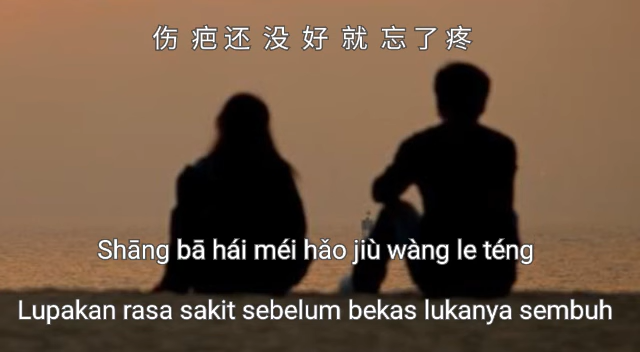 伤 疤还 没 好 就 忘了疼
Shāng bā hái méi hǎo jiù wàng le téng
Lupakan rasa sakit sebelum bekas lukanya sembuh